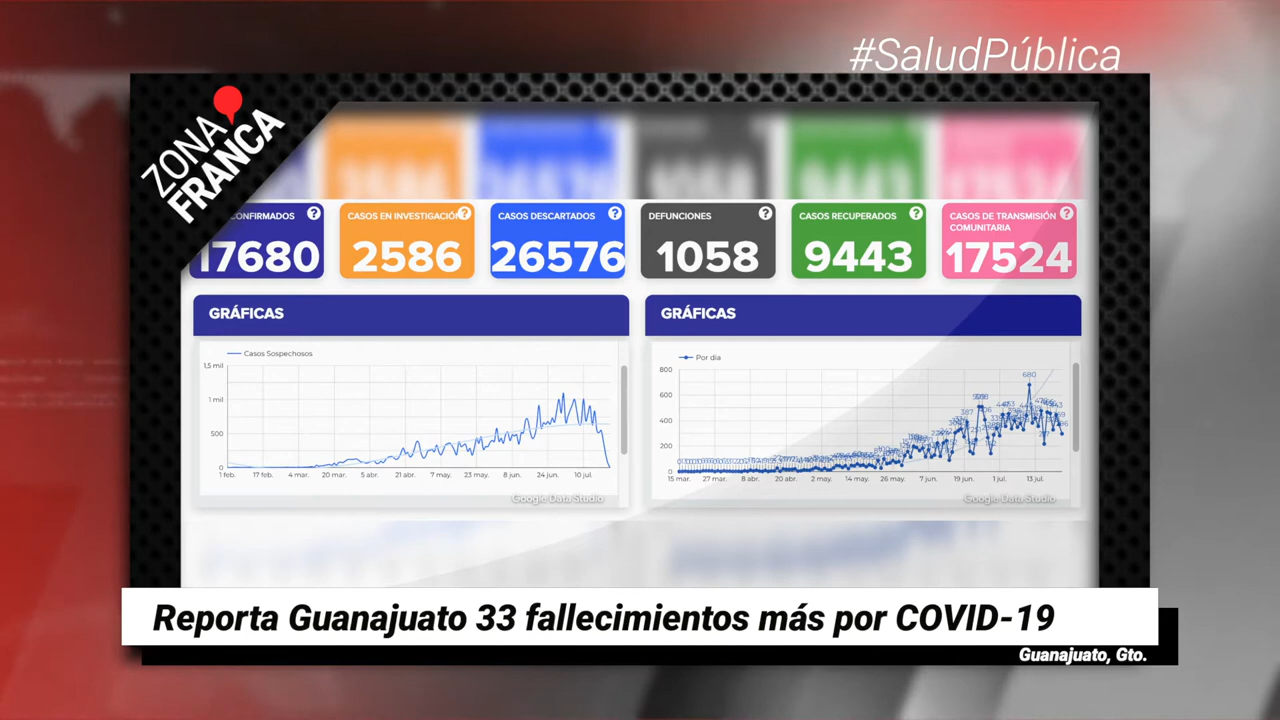 #SaludPública
ZONA
FRANCA
CONFIRMADOS
17680
CASOS EN INVESTIGACIÓN
2586
CASOS DESCARTADOS
26576
DEFUNCIONES
1058
CASOS RECUPERADOS
9443
CASOS DE TRANSMISIÓN
COMUNITARIA
17524
GRÁFICAS
Casos Sospechosos
1,5 mil
1 mil
500
0
1 feb. 17 feb. 4 mar. 20 mar. 5 abr. 21 abr. 7 may. 23 may. 8 jun. 24 jun. 10 jul.
Google Data Studio
GRÁFICAS
Por dia
800
600
400
200
0
680
387
15 mar. 27 mar. 8 abr. 20 abr. 2 may. 14 may. 26 may. 7 jun. 19 jun. 1 jul. 13 jul.
Google Data Studio
Reporta Guanajuato 33 fallecimientos más por COVID-19
Guanajuato, Gto.